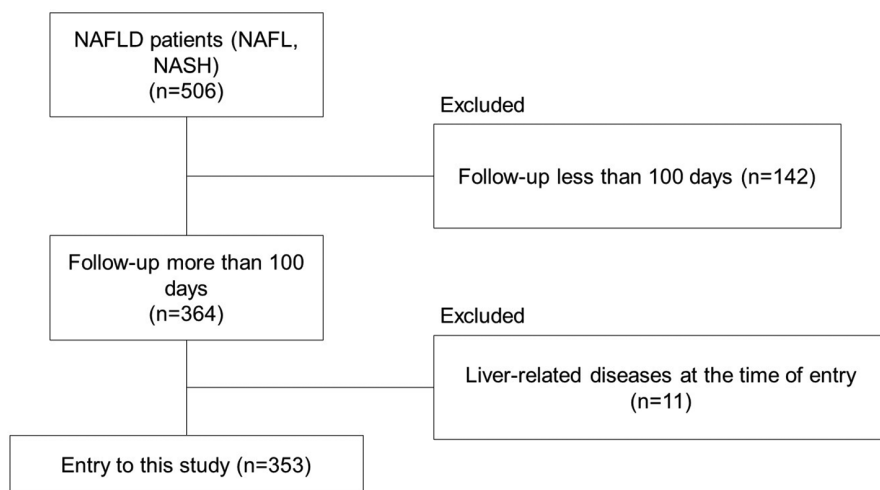 NAFLD patients (NAFL,
NASH)
(n=506)
Excluded
Follow-up less than 100 days (n=142)
Follow-up more than 100
days
(n=364)
Excluded
Liver-related diseases at the time of entry
(n=11)
Entry to this study (n=353)